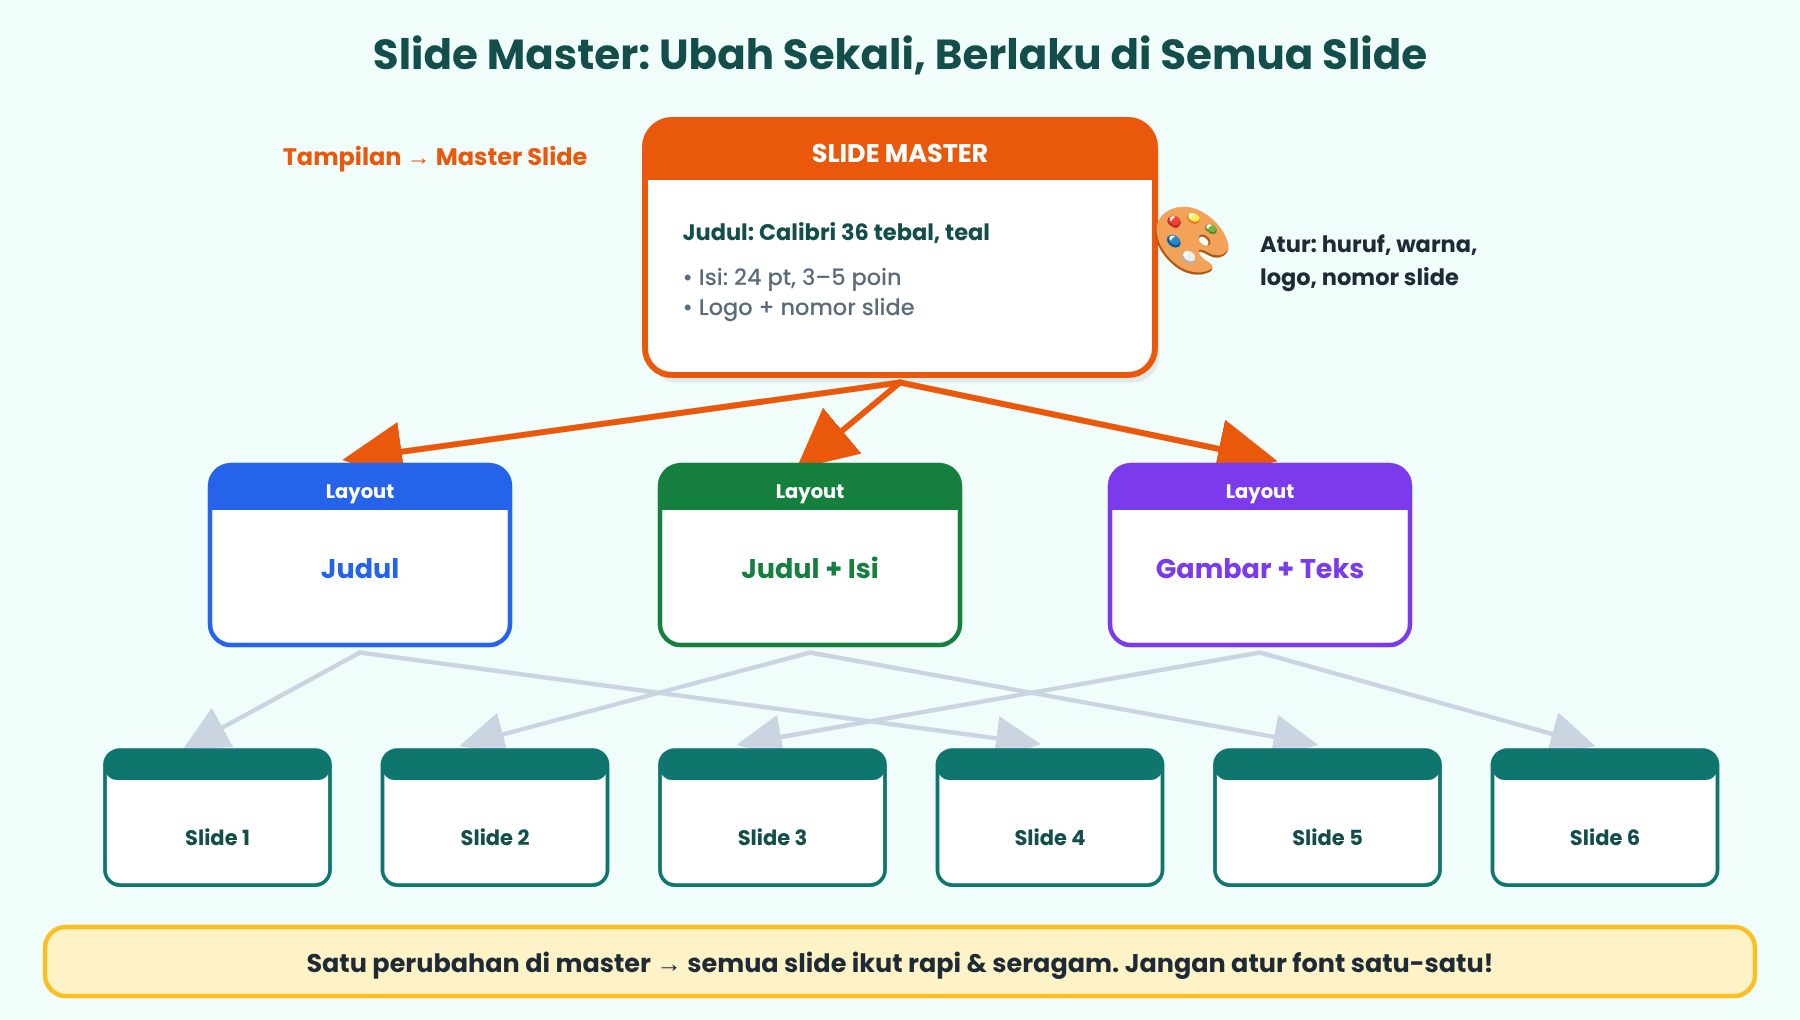 Slide Master: Ubah Sekali, Berlaku di Semua Slide
Tampilan → Master Slide
SLIDE MASTER
Judul: Calibri 36 tebal, teal
• Isi: 24 pt, 3–5 poin
• Logo + nomor slide
Atur: huruf, warna,
logo, nomor slide
Layout
Judul
Layout
Judul + Isi
Layout
Gambar + Teks
Slide 1
Slide 2
Slide 3
Slide 4
Slide 5
Slide 6
Satu perubahan di master → semua slide ikut rapi & seragam. Jangan atur font satu-satu!